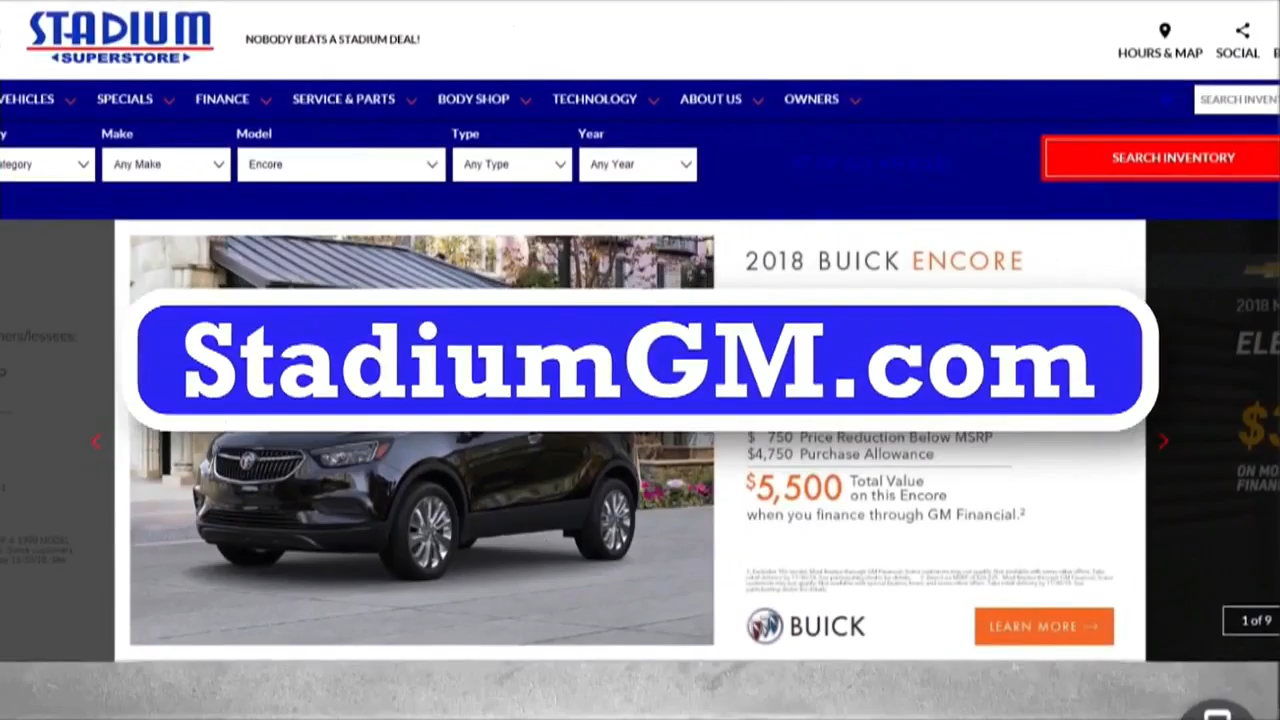 STADIUM
SUPERSTORE
NOBODY BEATS A STADIUM DEAL!
HOURS & MAP
SOCIAL
VEHICLES
SPECIALS
FINANCE
SERVICE & PARTS
BODY SHOP
TECHNOLOGY
ABOUT US
OWNERS
SEARCH INVEN
Make
Model
Type
Year
ategory
Any Make
Encore
Any Type
Any Year
SEARCH INVENTORY
2018 BUICK ENCORE
StadiumGM.com
$ 750 Price Reduction Below MSRP
$4,750 Purchase Allowance
$5,500 Total Value
on this Encore
when you finance through GM Financial.²
BUICK
LEARN MORE →
ners/lessees:
2018
ELE
$
ON MO
FINAN
1 of 9